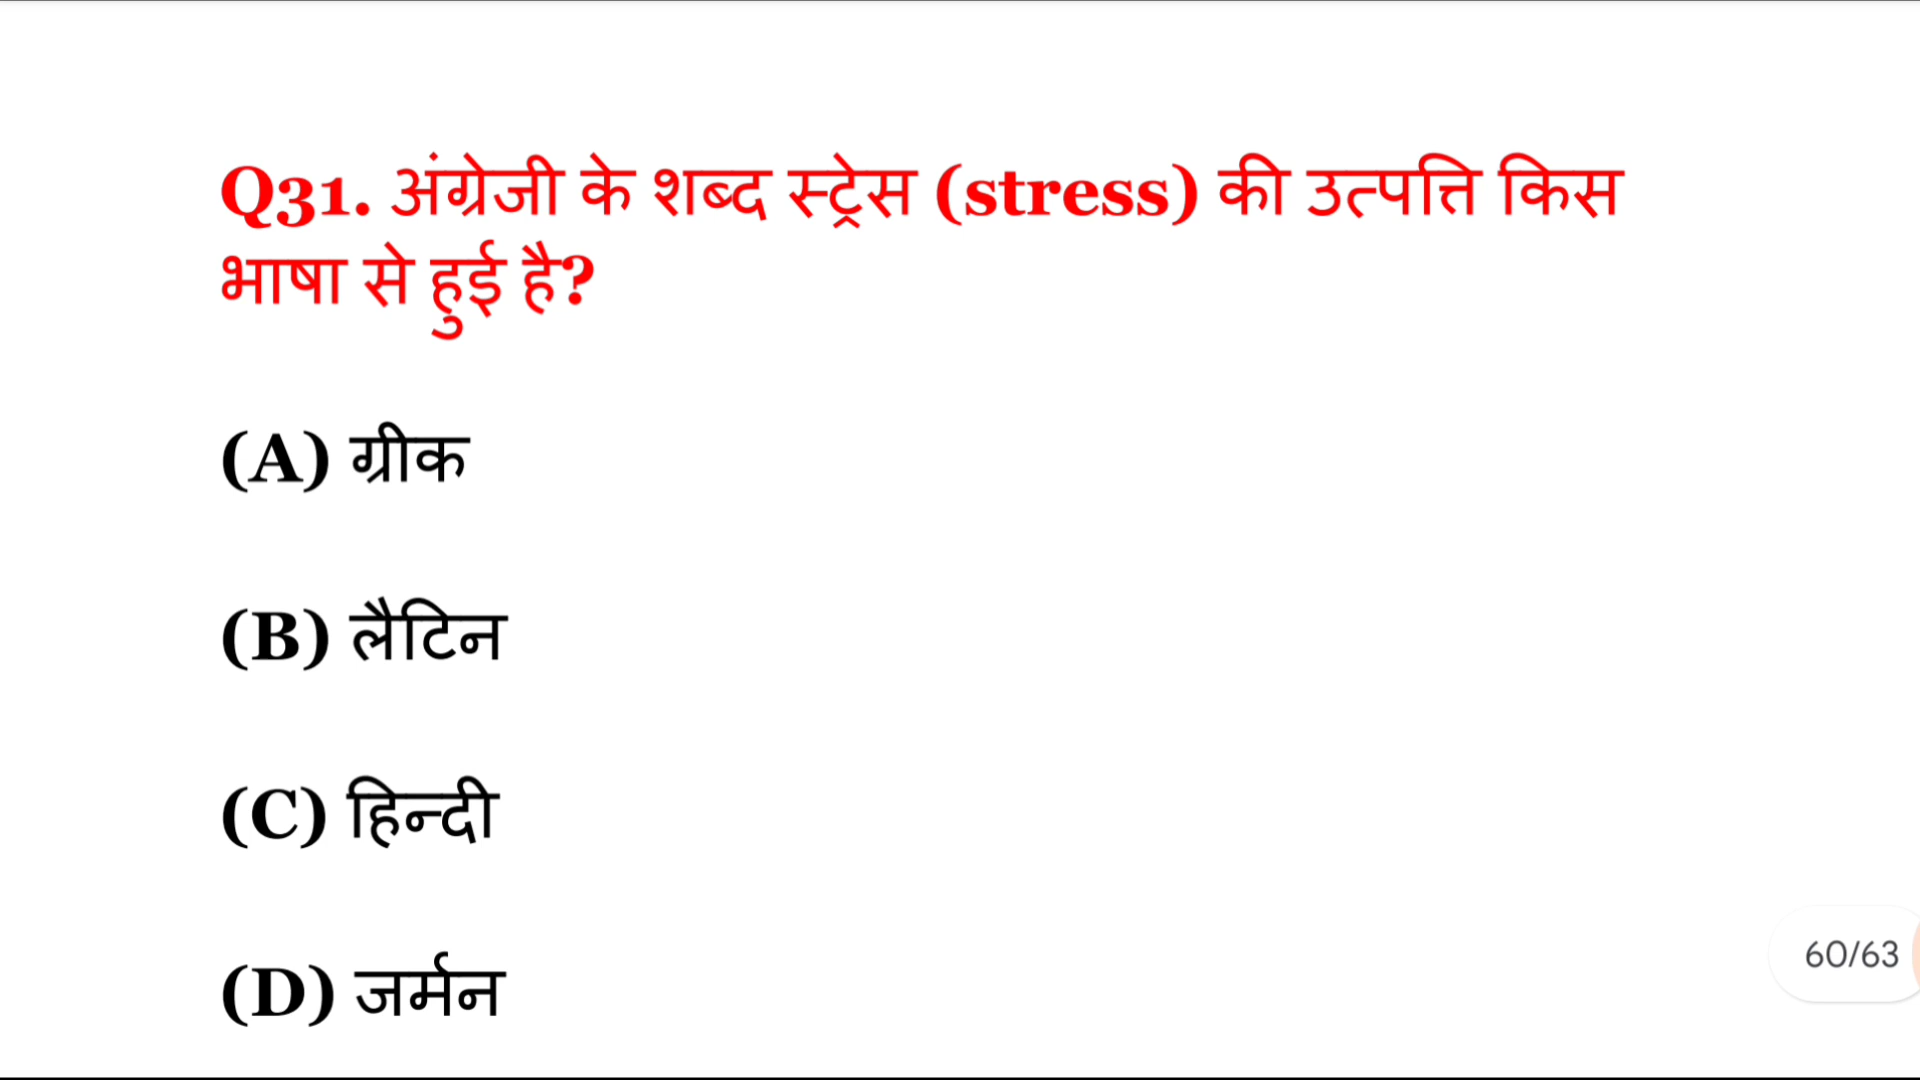 Q31. अंग्रेजी के शब्द स्ट्रेस (stress) की उत्पत्ति किस
भाषा से हुई है?
(A) ग्रीक
(B) लैटिन
(C) हिन्दी
(D) जर्मन
60/63